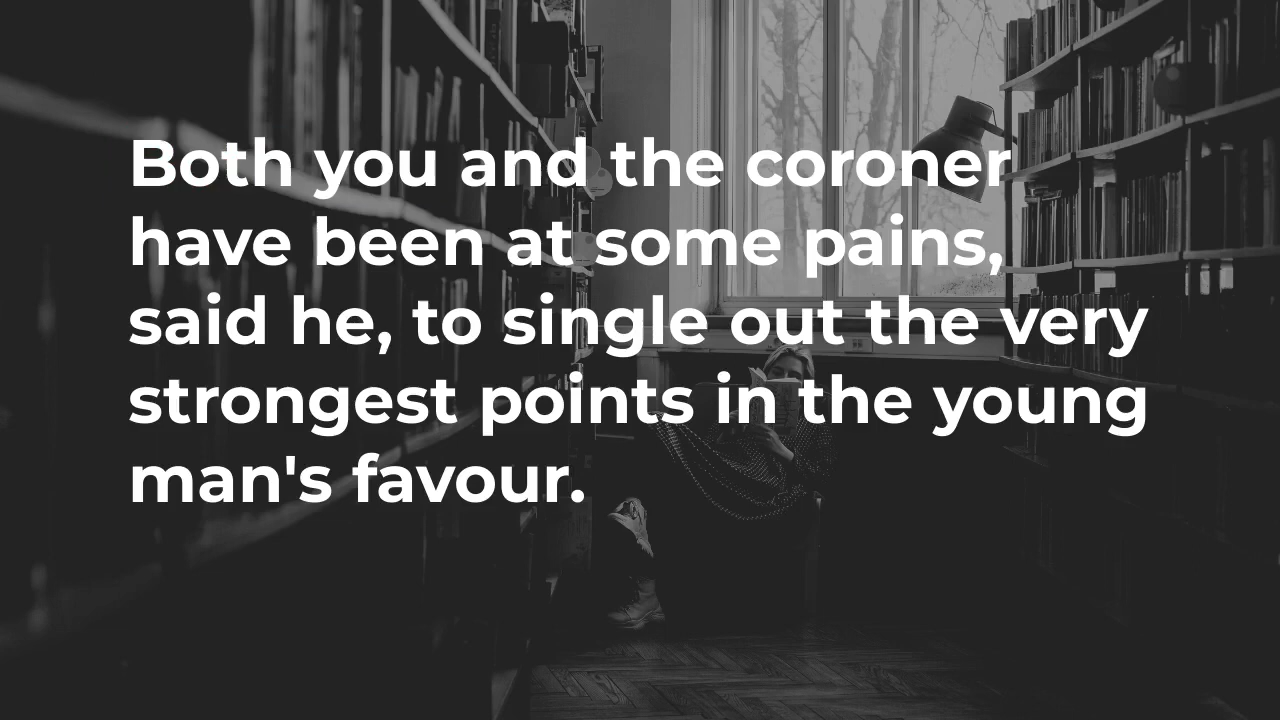 Both you and the coroner
have been at some pains,
said he, to single out the very
strongest points in the young
man's favour.